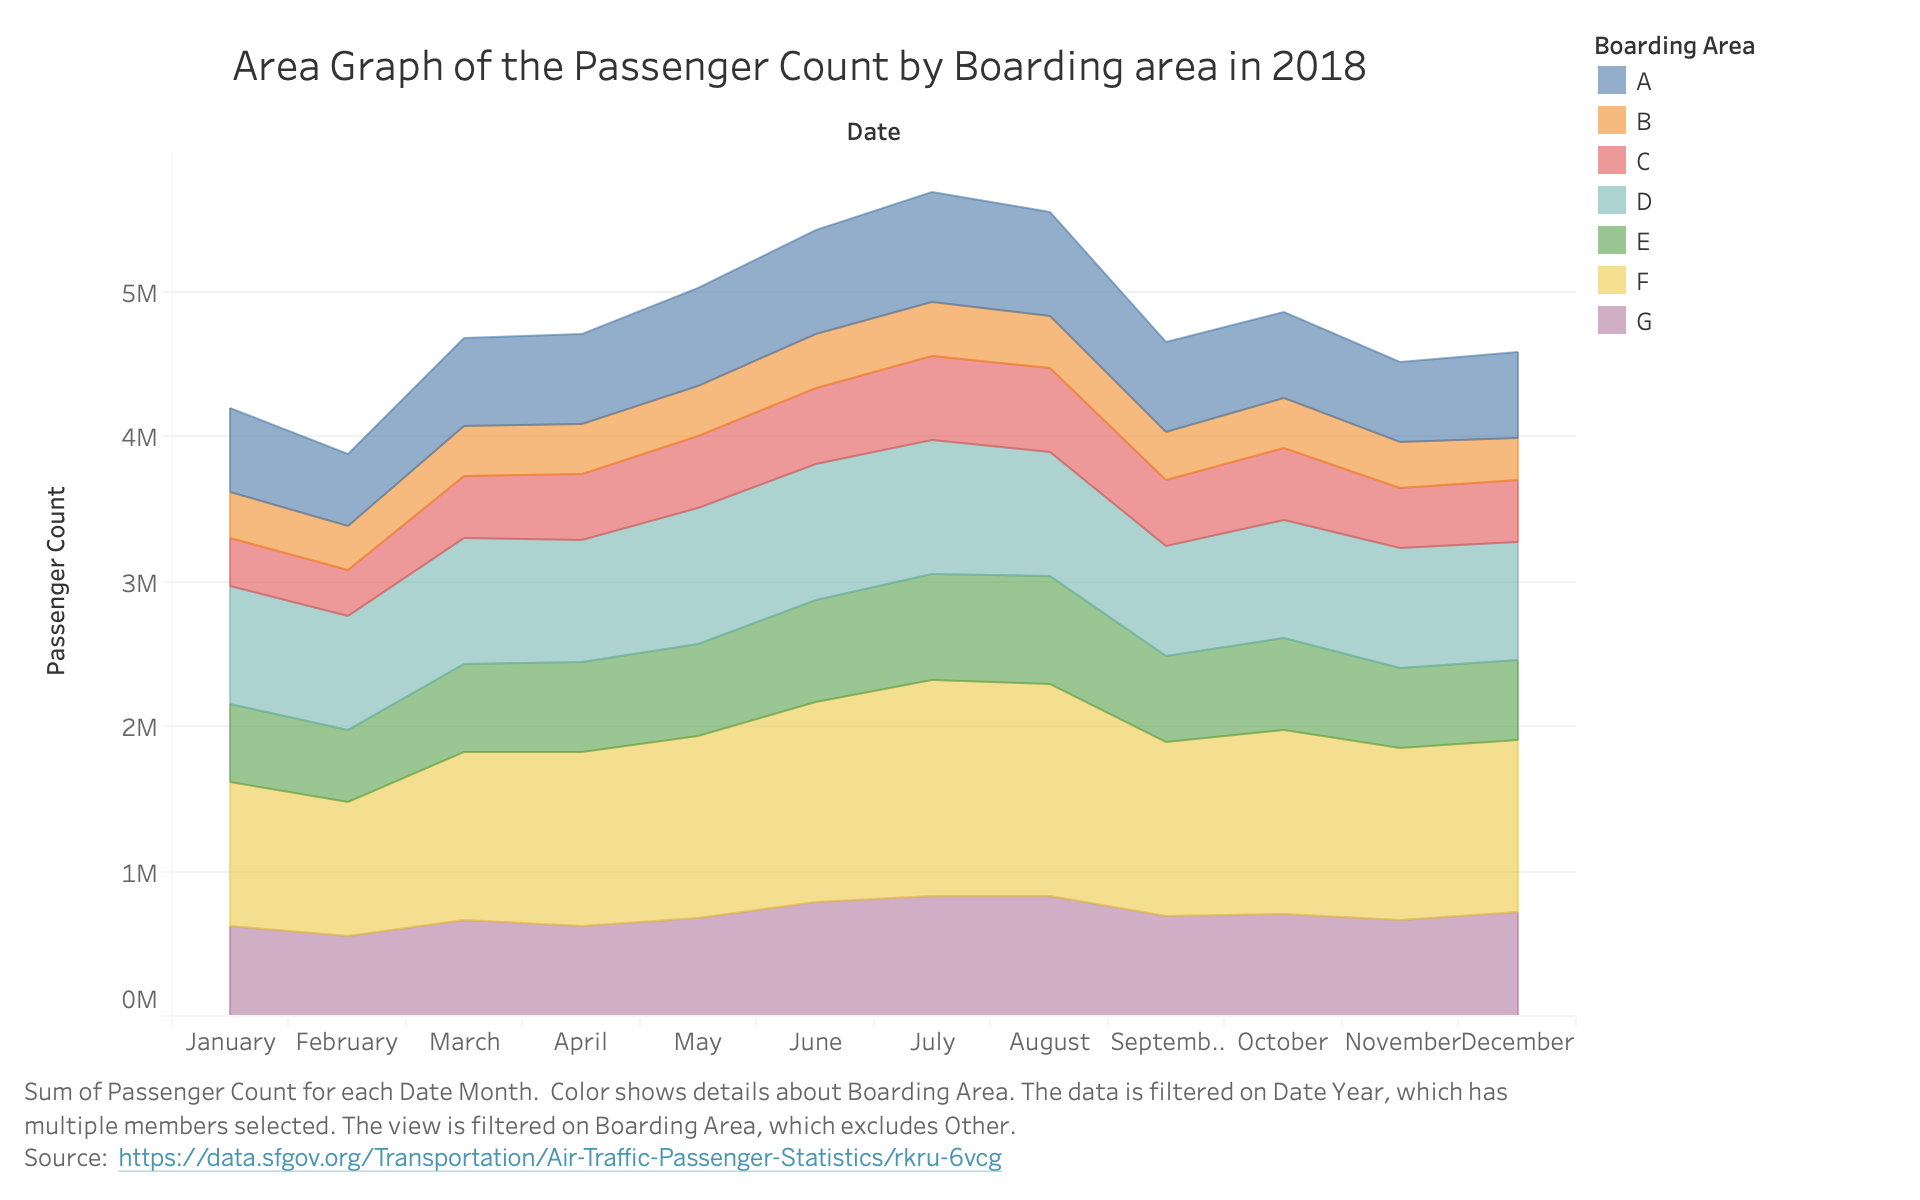 Area Graph of the Passenger Count by Boarding area in 2018
Boarding Area
A
B
C
D
E
F
G
Date
Passenger Count
5M
4M
3M
2M
1M
0M
January February March April May June July August Septemb.. October November December
Sum of Passenger Count for each Date Month.  Color shows details about Boarding Area. The data is filtered on Date Year, which has
multiple members selected. The view is filtered on Boarding Area, which excludes Other.
Source:  https://data.sfgov.org/Transportation/Air-Traffic-Passenger-Statistics/rkru-6vcg